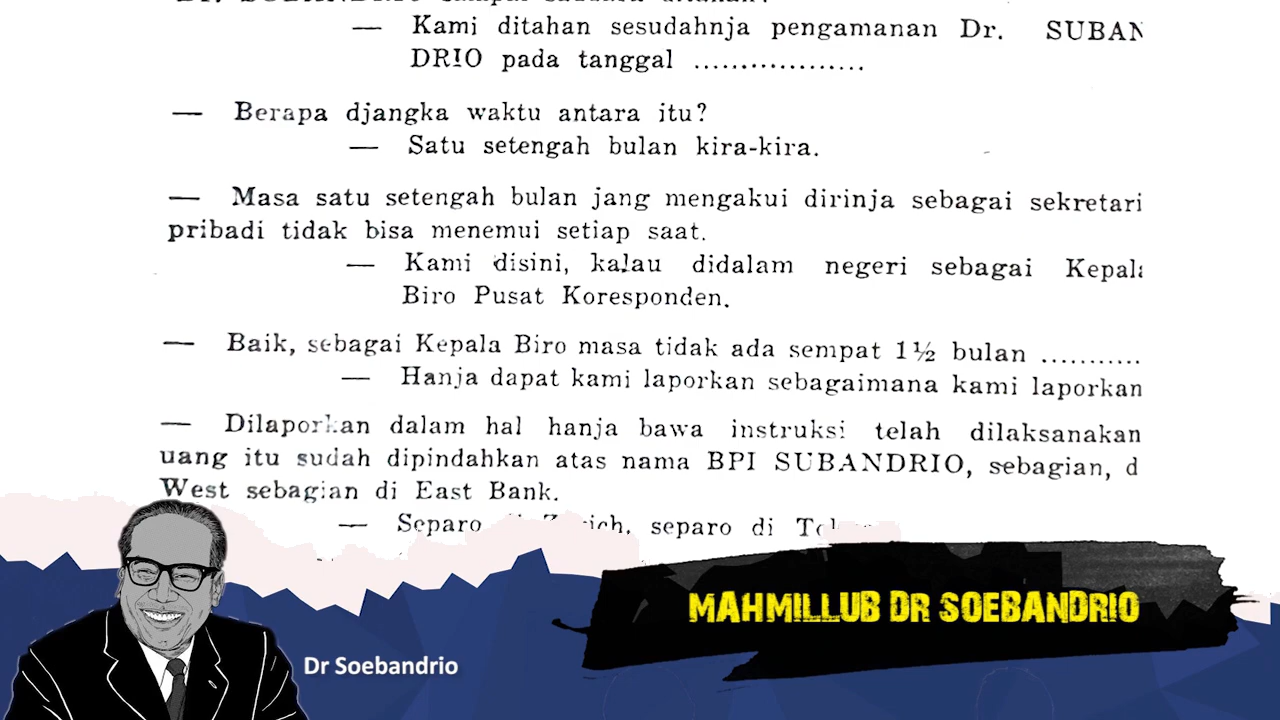 — Kami ditahan sesudahnja pengamanan Dr. SUBAN
DRIO pada tanggal ..................
— Berapa djangka waktu antara itu?
— Satu setengah bulan kira-kira.
— Masa satu setengah bulan jang mengakui dirinja sebagai sekretari
pribadi tidak bisa menemui setiap saat.
— Kami disini, kalau didalam negeri sebagai Kepala
Biro Pusat Koresponden.
— Baik, sebagai Kepala Biro masa tidak ada sempat 1½ bulan ...........
— Hanja dapat kami laporkan sebagaimana kami laporkan
— Dilaporkan dalam hal hanja bawa instruksi telah dilaksanakan
uang itu sudah dipindahkan atas nama BPI SUBANDRIO, sebagian, d
West sebagian di East Bank.
— Separo separo di
MAHMILLUB DR SOEBANDRIO
Dr Soebandrio